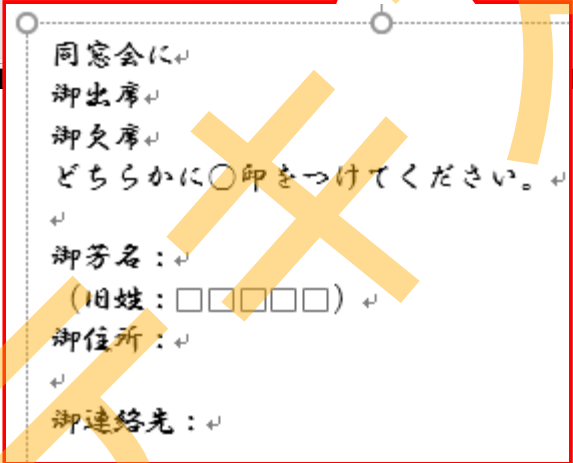 同窓会に
御出席
御欠席
どちらかに〇印をつけてください。
御芳名：
（旧姓：□□□□□）
御住所：
御連絡先：